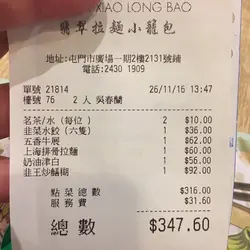 XIAO LONG BAO
翡翠拉麵小籠包
地址:屯門市廣場一期2樓2131號鋪
電話:2430 1909
單號 21814 26/11/16 13:47
檯號 76 2 人 吳春蘭
茗茶/水 (每位) 2 $10.00
韭菜水餃 (六隻) 1 $36.00
五香牛展 1 $62.00
上海排骨拉麵 1 $60.00
奶油津白 1 $56.00
韭王炒鱔糊 1 $92.00
點菜總數 $316.00
服務費 $31.60
總數 $347.60